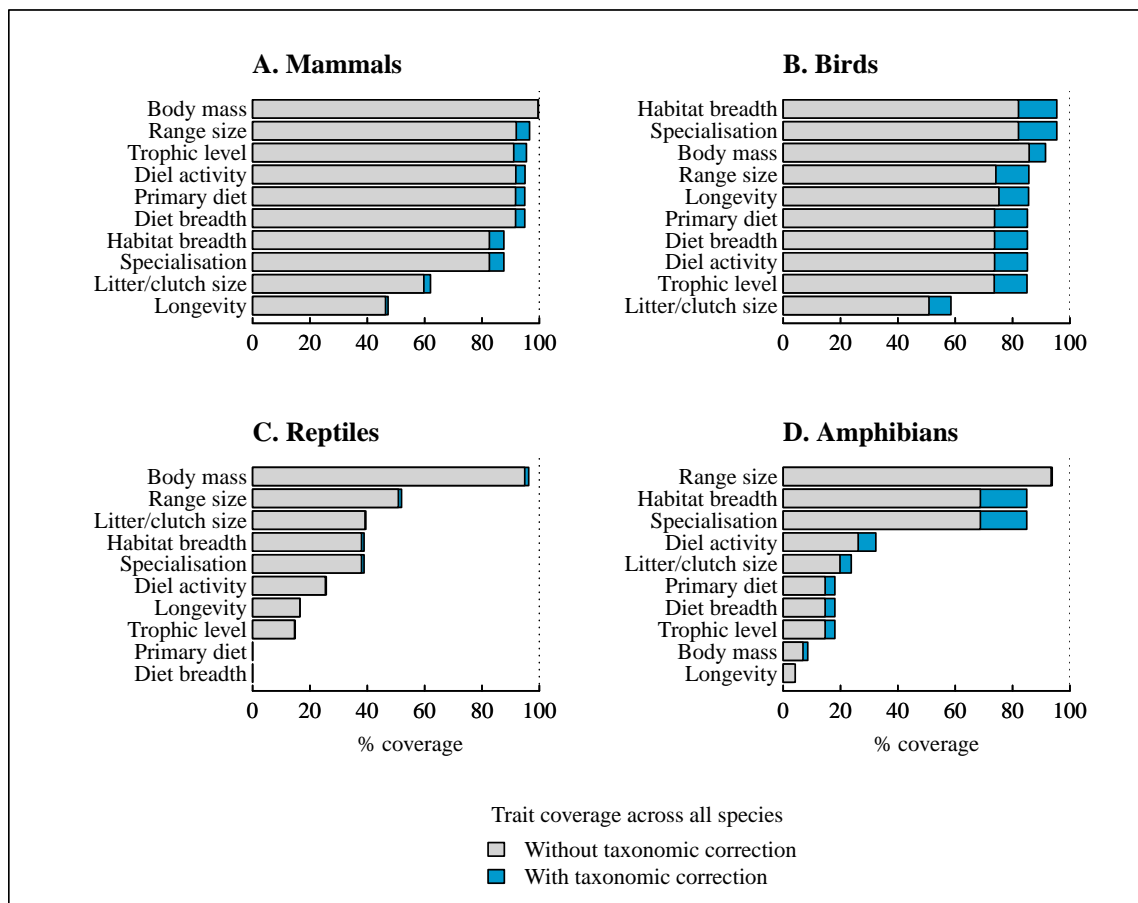 A. Mammals
Body mass
Range size
Trophic level
Diel activity
Primary diet
Diet breadth
Habitat breadth
Specialisation
Litter/clutch size
Longevity
0 20 40 60 80 100
B. Birds
Habitat breadth
Specialisation
Body mass
Range size
Longevity
Primary diet
Diet breadth
Diel activity
Trophic level
Litter/clutch size
0 20 40 60 80 100
C. Reptiles
Body mass
Range size
Litter/clutch size
Habitat breadth
Specialisation
Diel activity
Longevity
Trophic level
Primary diet
Diet breadth
0 20 40 60 80 100
% coverage
D. Amphibians
Range size
Habitat breadth
Specialisation
Diel activity
Litter/clutch size
Primary diet
Diet breadth
Trophic level
Body mass
Longevity
0 20 40 60 80 100
% coverage
Trait coverage across all species
Without taxonomic correction
With taxonomic correction